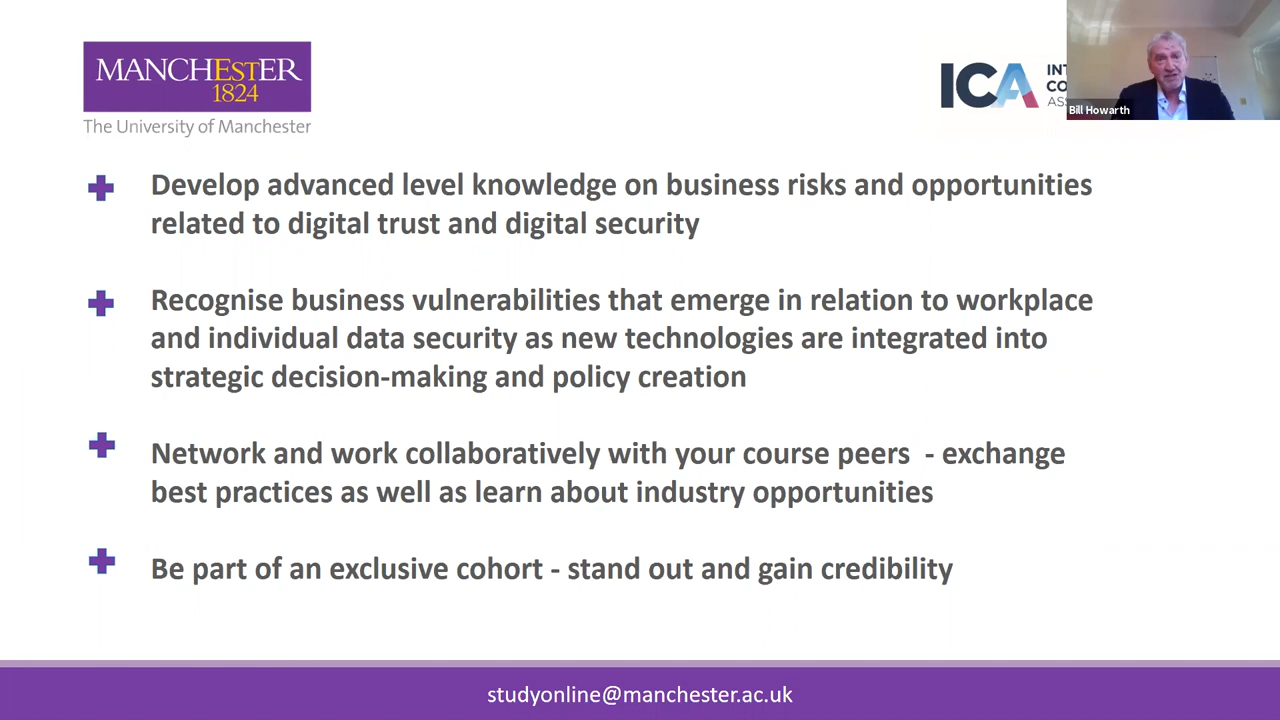 MANCHESTER
1824
The University of Manchester
ICA
Bill Howarth
Develop advanced level knowledge on business risks and opportunities
related to digital trust and digital security
Recognise business vulnerabilities that emerge in relation to workplace
and individual data security as new technologies are integrated into
strategic decision-making and policy creation
Network and work collaboratively with your course peers - exchange
best practices as well as learn about industry opportunities
Be part of an exclusive cohort - stand out and gain credibility
studyonline@manchester.ac.uk